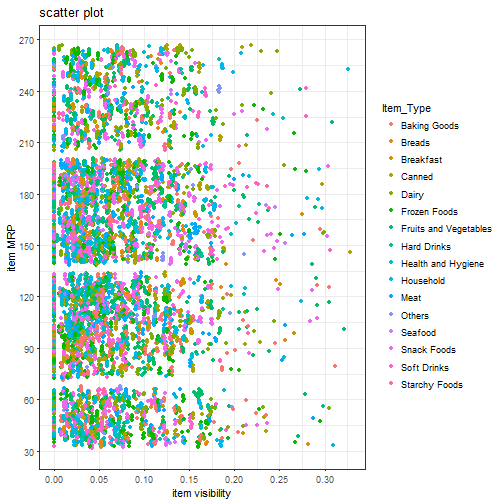 scatter plot
270
240
210
180
150
120
90
60
30
item MRP
0.00
0.05
0.10
0.15
0.20
0.25
0.30
item visibility
Item_Type
Baking Goods
Breads
Breakfast
Canned
Dairy
Frozen Foods
Fruits and Vegetables
Hard Drinks
Health and Hygiene
Household
Meat
Others
Seafood
Snack Foods
Soft Drinks
Starchy Foods